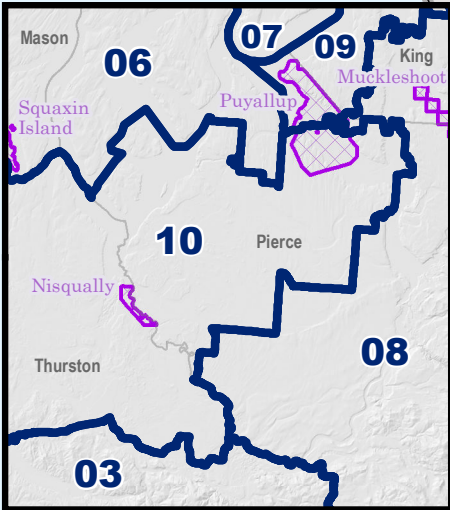 Mason
06
07
09
King
Muckleshoot
Puyallup
Squaxin
Island
10
Pierce
Nisqually
Thurston
08
03